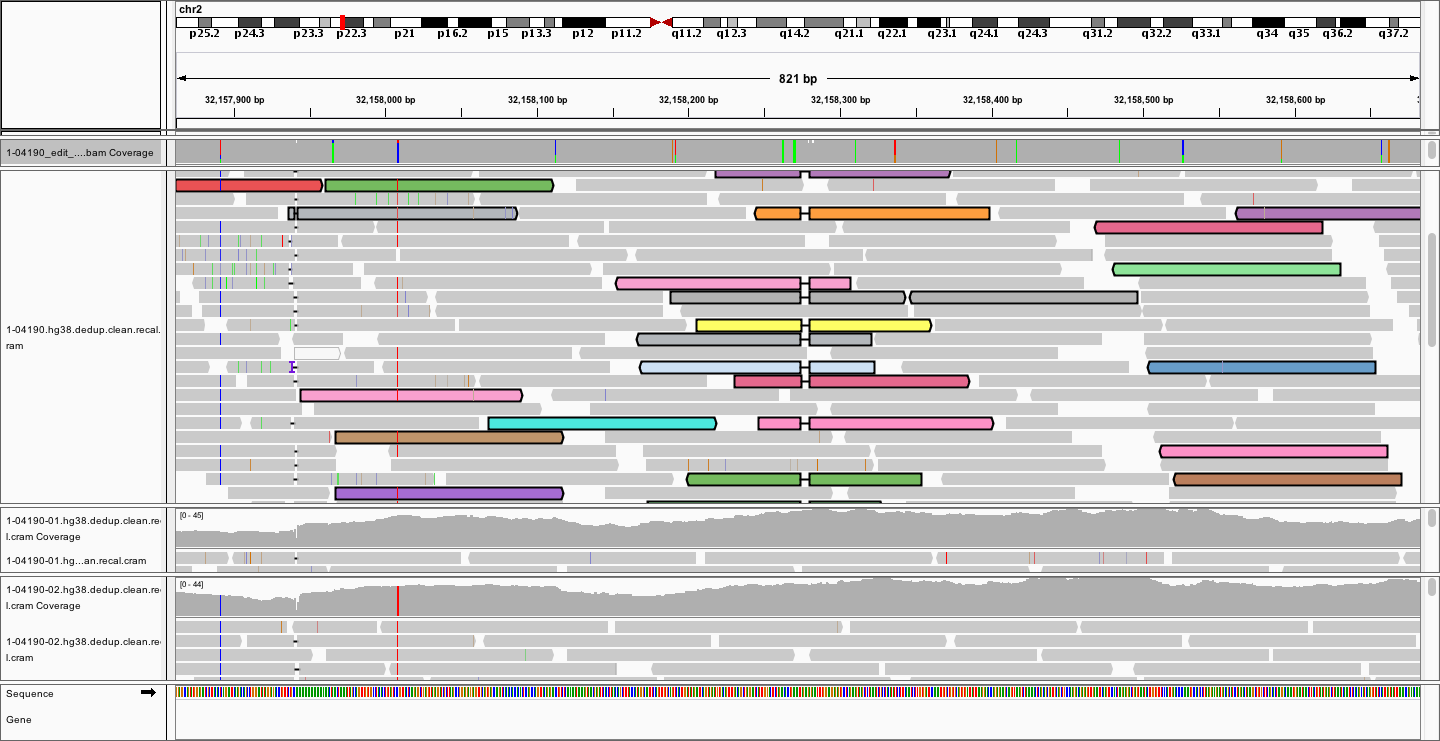 chr2
p25.2 p24.3 p23.3 p22.3 p21 p16.2 p15 p13.3 p12 p11.2 q11.2 q12.3 q14.2 q21.1 q22.1 q23.1 q24.1 q24.3 q31.2 q32.2 q33.1 q34 q35 q36.2 q37.2
821 bp
32,157,900 bp 32,158,000 bp 32,158,100 bp 32,158,200 bp 32,158,300 bp 32,158,400 bp 32,158,500 bp 32,158,600 bp
1-04190_edit_....bam Coverage
1-04190.hg38.dedup.clean.recal.
ram
1-04190-01.hg38.dedup.clean.re
l.cram Coverage
[0 - 45]
1-04190-01.hg...an.recal.cram
1-04190-02.hg38.dedup.clean.re
l.cram Coverage
[0 - 44]
1-04190-02.hg38.dedup.clean.re
l.cram
Sequence
Gene